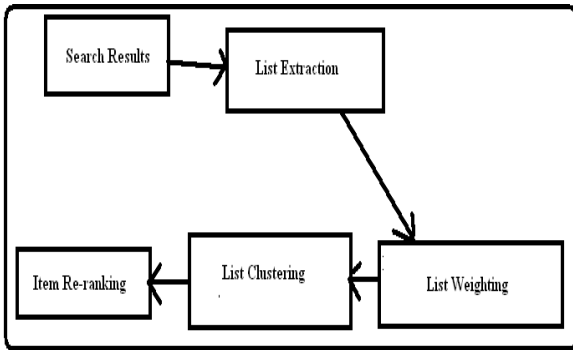 Search Results
List Extraction
List Weighting
List Clustering
Item Re-ranking